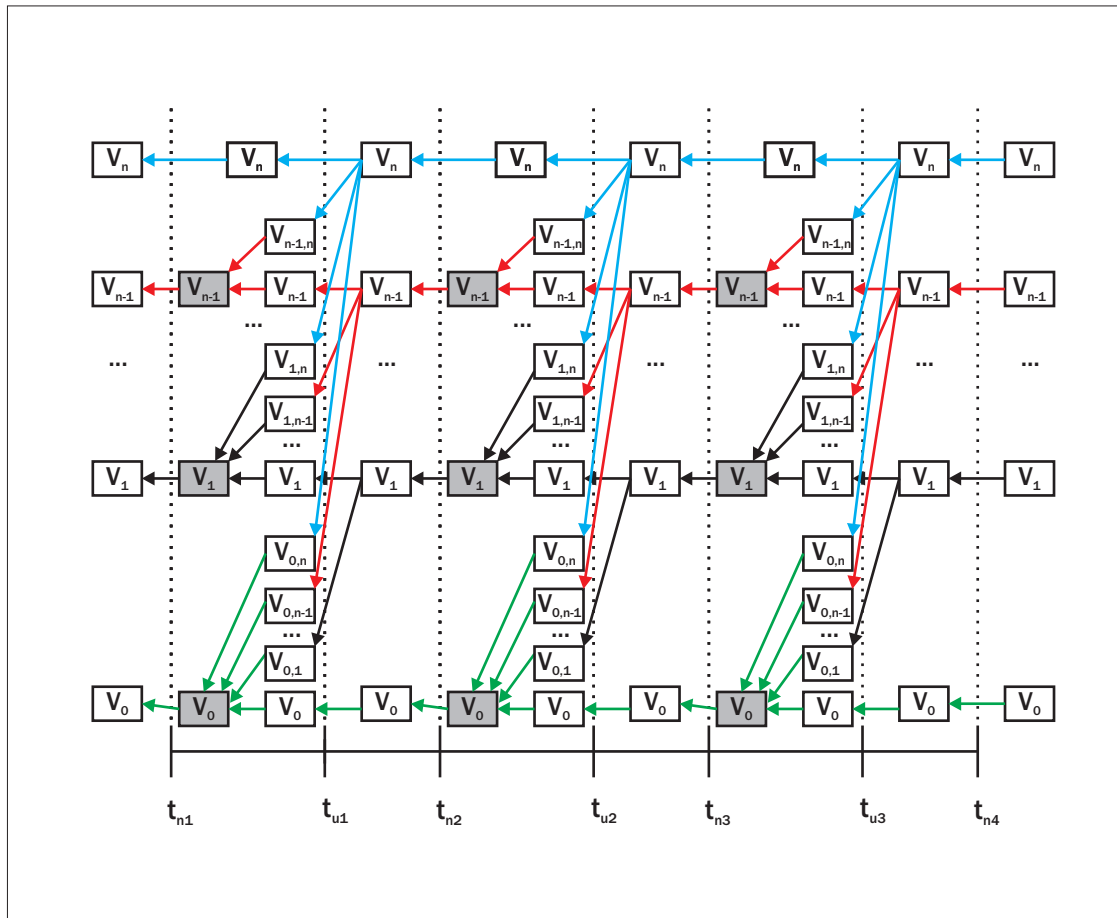 Vn Vn Vn Vn Vn Vn Vn Vn
Vn-1,n Vn-1,n Vn-1,n
Vn-1 Vn-1 Vn-1 Vn-1 Vn-1 Vn-1 Vn-1 Vn-1 Vn-1 Vn-1 Vn-1
... ... ...
... V1,n ... V1,n ... V1,n ... ...
V1,n-1 V1,n-1 V1,n-1
... ... ...
V1 V1 V1 V1 V1 V1 V1 V1 V1 V1 V1
V0,n V0,n V0,n
V0,n-1 V0,n-1 V0,n-1
... ... ...
V0,1 V0,1 V0,1
V0 V0 V0 V0 V0 V0 V0 V0 V0 V0 V0
tn1 tu1 tn2 tu2 tn3 tu3 tn4